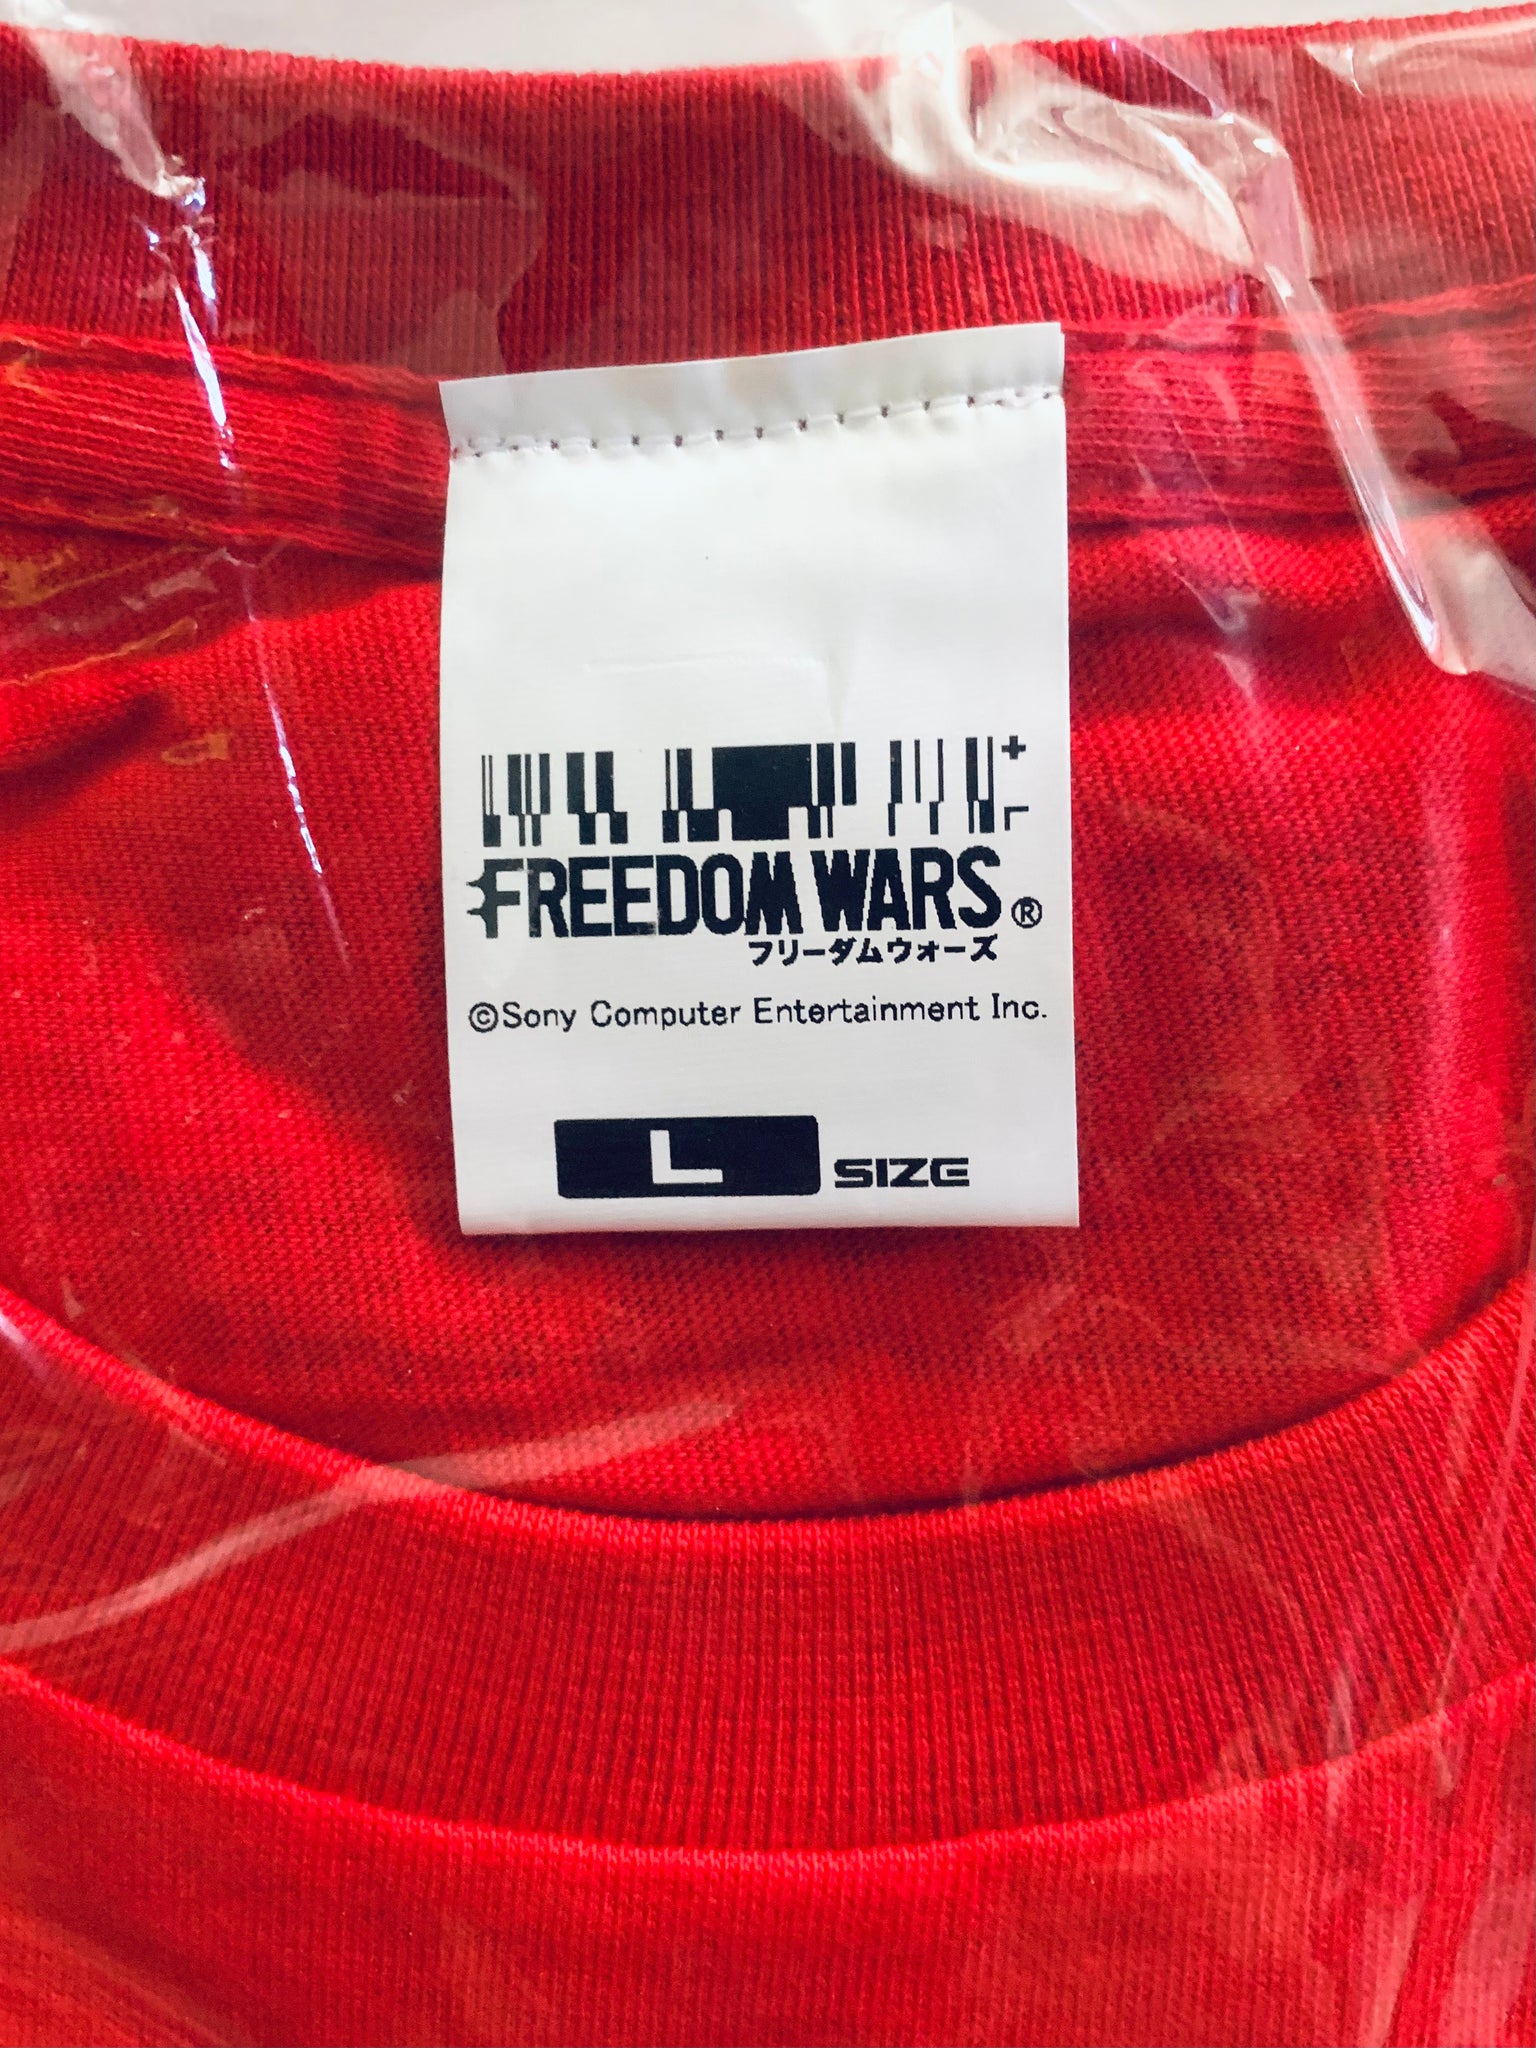 FREEDOM WARS®
フリーダムウォーズ
©Sony Computer Entertainment Inc.
L SIZE